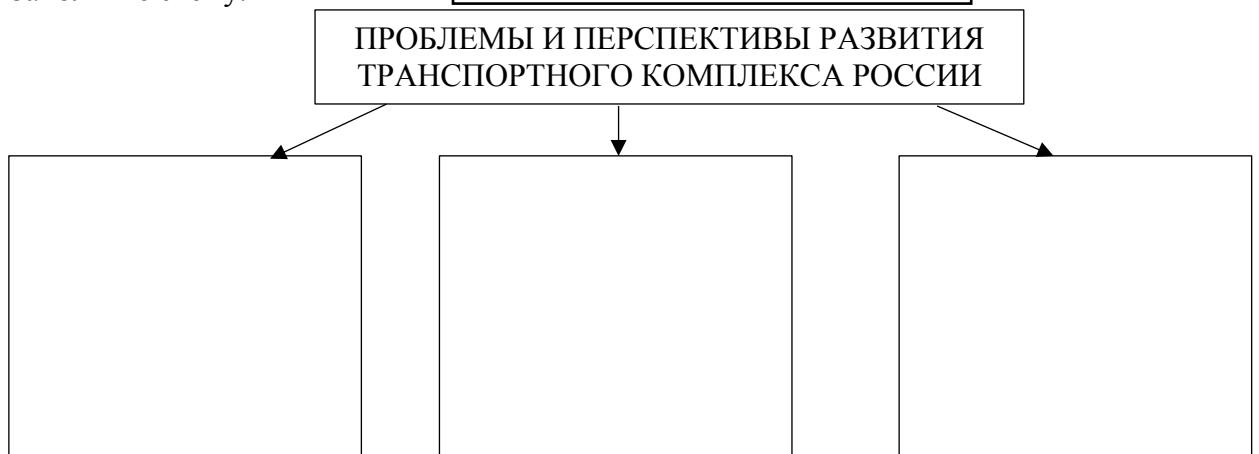 ПРОБЛЕМЫ И ПЕРСПЕКТИВЫ РАЗВИТИЯ
ТРАНСПОРТНОГО КОМПЛЕКСА РОССИИ